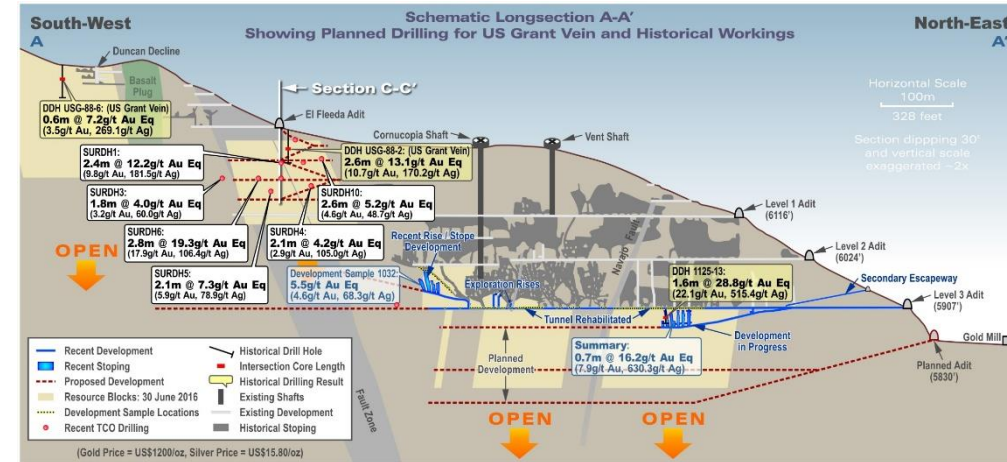 Schematic Longsection A-A'
Showing Planned Drilling for US Grant Vein and Historical Workings
South-West
A
North-East
A'
Duncan Decline
Basalt
Plug
Section C-C'
El Fleeda Adit
Horizontal Scale
100m
328 feet
Section dippping 30°
and vertical scale
exaggerated ~2x
DDH USG-88-6: (US Grant Vein)
0.6m @ 7.2g/t Au Eq
(3.5g/t Au, 269.1g/t Ag)
Cornucopia Shaft
Vent Shaft
DDH USG-88-2: (US Grant Vein)
2.6m @ 13.1g/t Au Eq
(10.7g/t Au, 170.2g/t Ag)
SURDH1:
2.4m @ 12.2g/t Au Eq
(9.8g/t Au, 181.5g/t Ag)
SURDH3:
1.8m @ 4.0g/t Au Eq
(3.2g/t Au, 60.0g/t Ag)
SURDH10:
2.6m @ 5.2g/t Au Eq
(4.6g/t Au, 48.7g/t Ag)
SURDH6:
2.8m @ 19.3g/t Au Eq
(17.9g/t Au, 106.4g/t Ag)
SURDH4:
2.1m @ 4.2g/t Au Eq
(2.9g/t Au, 105.0g/t Ag)
SURDH5:
2.1m @ 7.3g/t Au Eq
(5.9g/t Au, 78.9g/t Ag)
OPEN
Recent Rise / Stope
Development
Development Sample 1032
5.5g/t Au Eq
(4.6g/t Au, 68.3g/t Ag)
Exploration Rises
Navajo Fault
DDH 1125-13:
1.6m @ 28.8g/t Au Eq
(22.1g/t Au, 515.4g/t Ag)
Level 1 Adit
(6116')
Level 2 Adit
(6024')
Secondary Escapeway
Level 3 Adit
(5907')
Tunnel Rehabilitated
Development
in Progress
Gold Mill
Planned Adit
(5830')
Summary:
0.7m @ 16.2g/t Au Eq
(7.9g/t Au, 630.3g/t Ag)
Planned
Development
Fault Zone
OPEN
OPEN
Recent Development
Recent Stoping
Proposed Development
Resource Blocks: 30 June 2016
Development Sample Locations
Recent TCO Drilling
Historical Drill Hole
Intersection Core Length
Historical Drilling Result
Existing Shafts
Existing Development
Historical Stoping
(Gold Price = US$1200/oz, Silver Price = US$15.80/oz)